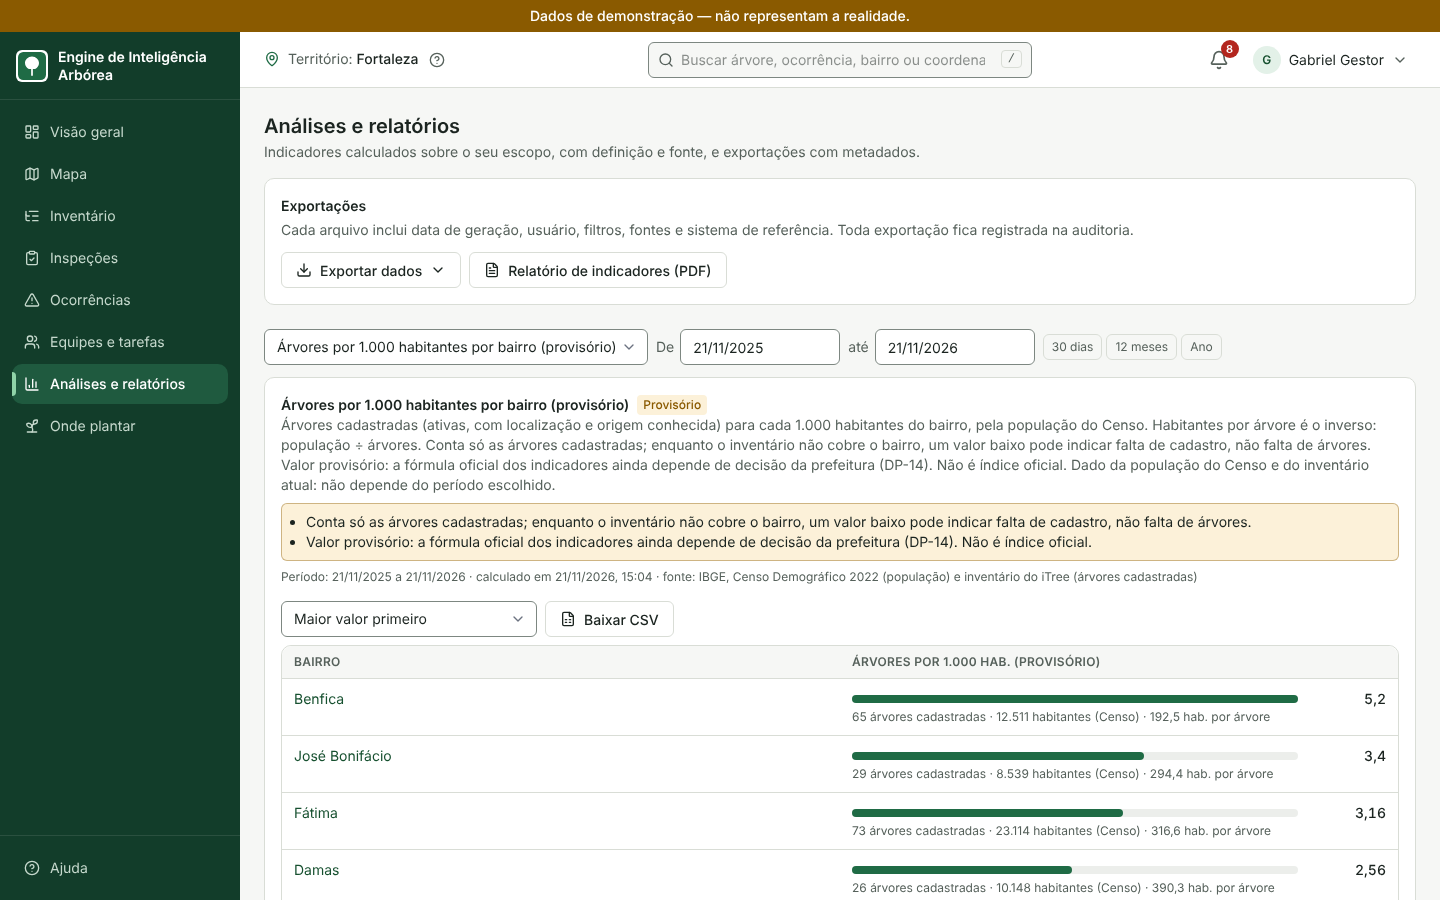 Dados de demonstração — não representam a realidade.
Engine de Inteligência
Arbórea
Território: Fortaleza
Buscar árvore, ocorrência, bairro ou coordena
/
8
G
Gabriel Gestor
Visão geral
Mapa
Inventário
Inspeções
Ocorrências
Equipes e tarefas
Análises e relatórios
Onde plantar
Ajuda
Análises e relatórios
Indicadores calculados sobre o seu escopo, com definição e fonte, e exportações com metadados.
Exportações
Cada arquivo inclui data de geração, usuário, filtros, fontes e sistema de referência. Toda exportação fica registrada na auditoria.
Exportar dados
Relatório de indicadores (PDF)
Árvores por 1.000 habitantes por bairro (provisório)
De
21/11/2025
até
21/11/2026
30 dias
12 meses
Ano
Árvores por 1.000 habitantes por bairro (provisório)
Provisório
Árvores cadastradas (ativas, com localização e origem conhecida) para cada 1.000 habitantes do bairro, pela população do Censo. Habitantes por árvore é o inverso:
população ÷ árvores. Conta só as árvores cadastradas; enquanto o inventário não cobre o bairro, um valor baixo pode indicar falta de cadastro, não falta de árvores.
Valor provisório: a fórmula oficial dos indicadores ainda depende de decisão da prefeitura (DP-14). Não é índice oficial. Dado da população do Censo e do inventário
atual: não depende do período escolhido.
• Conta só as árvores cadastradas; enquanto o inventário não cobre o bairro, um valor baixo pode indicar falta de cadastro, não falta de árvores.
• Valor provisório: a fórmula oficial dos indicadores ainda depende de decisão da prefeitura (DP-14). Não é índice oficial.
Período: 21/11/2025 a 21/11/2026 · calculado em 21/11/2026, 15:04 · fonte: IBGE, Censo Demográfico 2022 (população) e inventário do iTree (árvores cadastradas)
Maior valor primeiro
Baixar CSV
BAIRRO
ÁRVORES POR 1.000 HAB. (PROVISÓRIO)
Benfica
5,2
65 árvores cadastradas · 12.511 habitantes (Censo) · 192,5 hab. por árvore
José Bonifácio
3,4
29 árvores cadastradas · 8.539 habitantes (Censo) · 294,4 hab. por árvore
Fátima
3,16
73 árvores cadastradas · 23.114 habitantes (Censo) · 316,6 hab. por árvore
Damas
2,56
26 árvores cadastradas · 10.148 habitantes (Censo) · 390,3 hab. por árvore